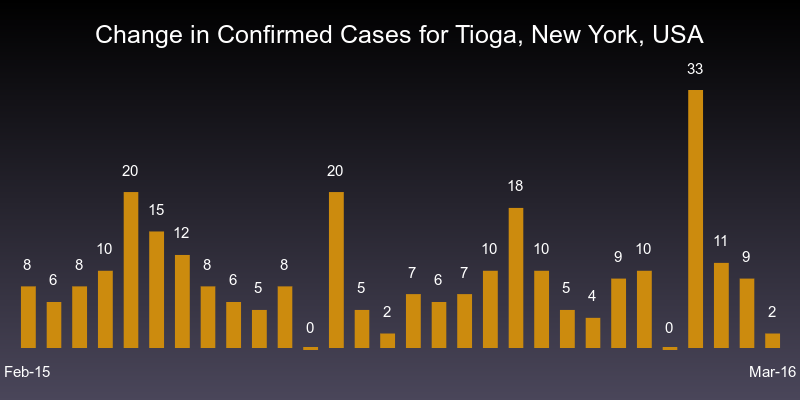 Change in Confirmed Cases for Tioga, New York, USA
8 6 8 10 20 15 12 8 6 5 8 0 20 5 2 7 6 7 10 18 10 5 4 9 10 0 33 11 9 2
Feb-15 Mar-16